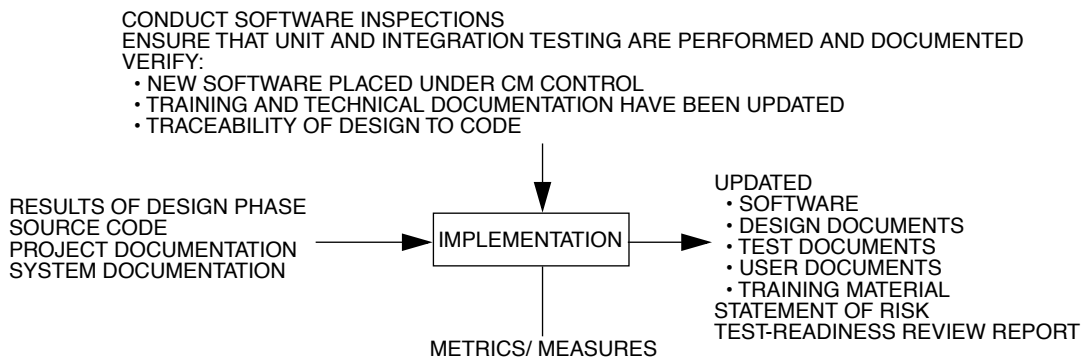 CONDUCT SOFTWARE INSPECTIONS
ENSURE THAT UNIT AND INTEGRATION TESTING ARE PERFORMED AND DOCUMENTED
VERIFY:
• NEW SOFTWARE PLACED UNDER CM CONTROL
• TRAINING AND TECHNICAL DOCUMENTATION HAVE BEEN UPDATED
• TRACEABILITY OF DESIGN TO CODE
RESULTS OF DESIGN PHASE
SOURCE CODE
PROJECT DOCUMENTATION
SYSTEM DOCUMENTATION
IMPLEMENTATION
UPDATED
• SOFTWARE
• DESIGN DOCUMENTS
• TEST DOCUMENTS
• USER DOCUMENTS
• TRAINING MATERIAL
STATEMENT OF RISK
TEST-READINESS REVIEW REPORT
METRICS/ MEASURES